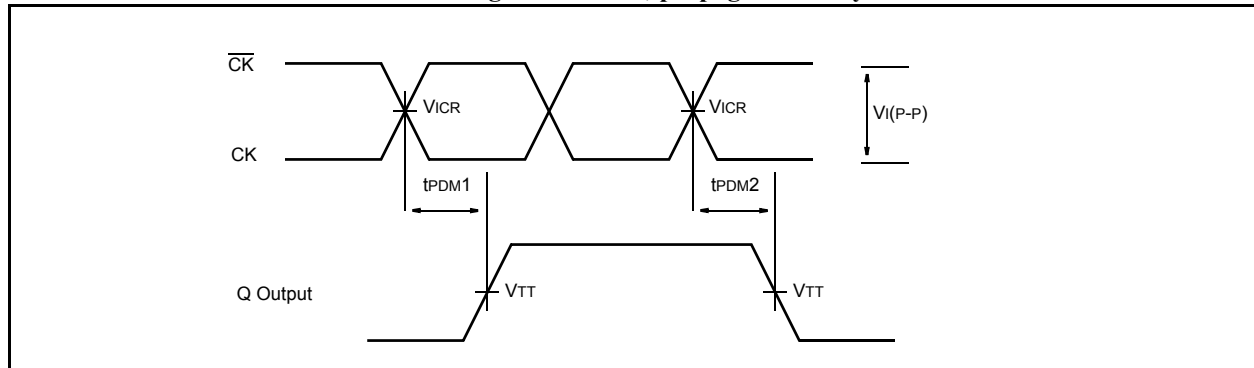 CK
VICR
VICR
VI(P-P)
CK
tPDM1
tPDM2
Q Output
VTT
VTT